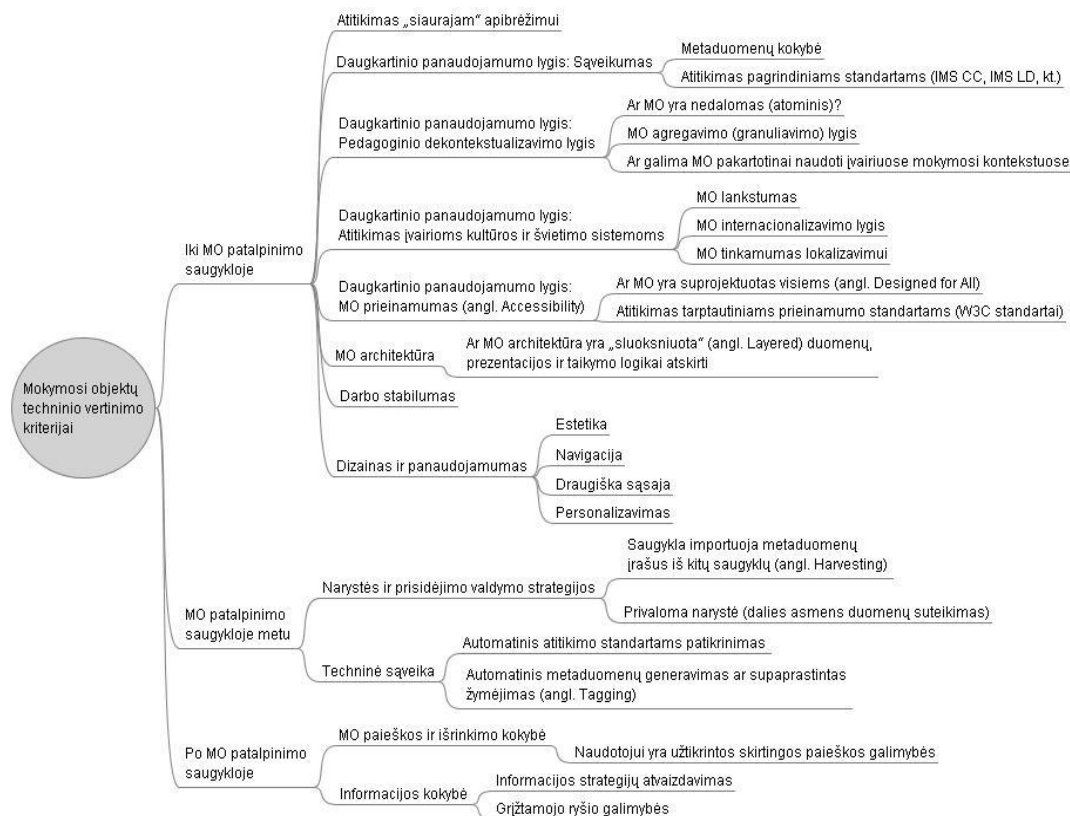 Mokymosi objektų
techninio vertinimo
kriterijai
Iki MO patalpinimo
saugykloje
Atitikimas „siaurajam“ apibrėžimui
Daugkartinio panaudojamumo lygis: Sąveikumas
Metaduomenų kokybė
Atitikimas pagrindiniams standartams (IMS CC, IMS LD, kt.)
Daugkartinio panaudojamumo lygis:
Pedagoginio dekontekstualizavimo lygis
Ar MO yra nedalomas (atominis)?
MO agregavimo (granuliavimo) lygis
Ar galima MO pakartotinai naudoti įvairiuose mokymosi kontekstuose
Daugkartinio panaudojamumo lygis:
Atitikimas įvairioms kultūros ir švietimo sistemoms
MO lankstumas
MO internacionalizavimo lygis
MO tinkamumas lokalizavimui
Daugkartinio panaudojamumo lygis:
MO prieinamumas (angl. Accessibility)
Ar MO yra suprojektuotas visiems (angl. Designed for All)
Atitikimas tarptautiniams prieinamumo standartams (W3C standartai)
MO architektūra
Ar MO architektūra yra „sluoksniuota“ (angl. Layered) duomenų,
prezentacijos ir taikymo logikai atskirti
Darbo stabilumas
Dizainas ir panaudojamumas
Estetika
Navigacija
Draugiška sąsaja
Personalizavimas
MO patalpinimo
saugykloje metu
Narystės ir prisidėjimo valdymo strategijos
Saugykla importuoja metaduomenų
įrašus iš kitų saugyklų (angl. Harvesting)
Privaloma narystė (dalies asmens duomenų suteikimas)
Techninė sąveika
Automatinis atitikimo standartams patikrinimas
Automatinis metaduomenų generavimas ar supaprastintas
žymėjimas (angl. Tagging)
Po MO patalpinimo
saugykloje
MO paieškos ir išrinkimo kokybė
Naudotojui yra užtikrintos skirtingos paieškos galimybės
Informacijos kokybė
Informacijos strategijų atvaizdavimas
Grįžtamojo ryšio galimybės